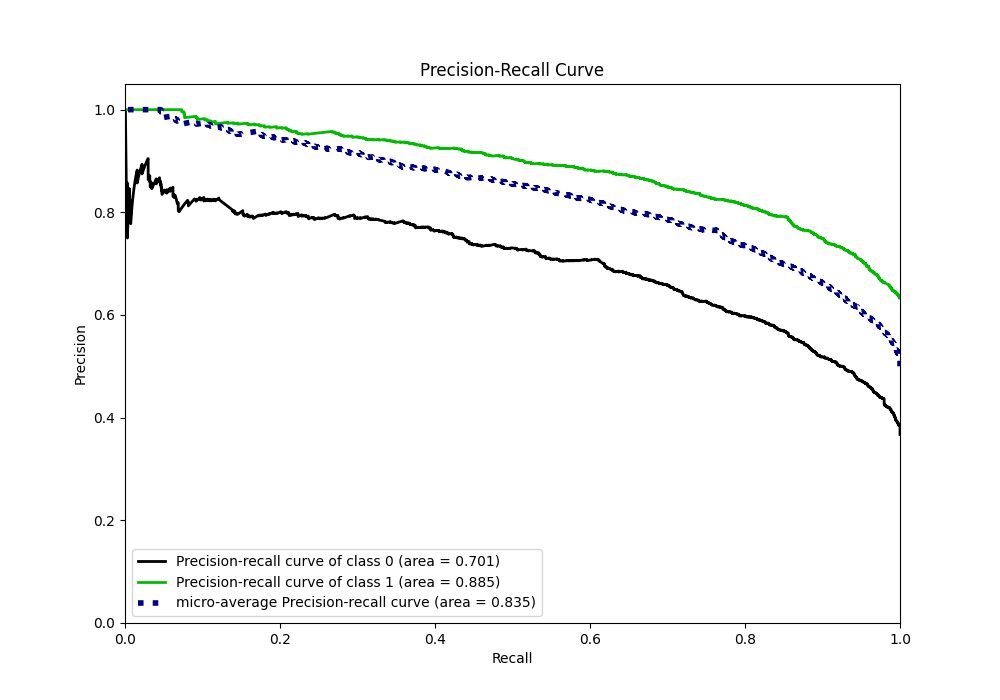 Precision-Recall Curve
1.0
0.8
0.6
0.4
0.2
0.0
Precision
Precision-recall curve of class 0 (area = 0.701)
Precision-recall curve of class 1 (area = 0.885)
micro-average Precision-recall curve (area = 0.835)
0.0 0.2 0.4 0.6 0.8 1.0
Recall